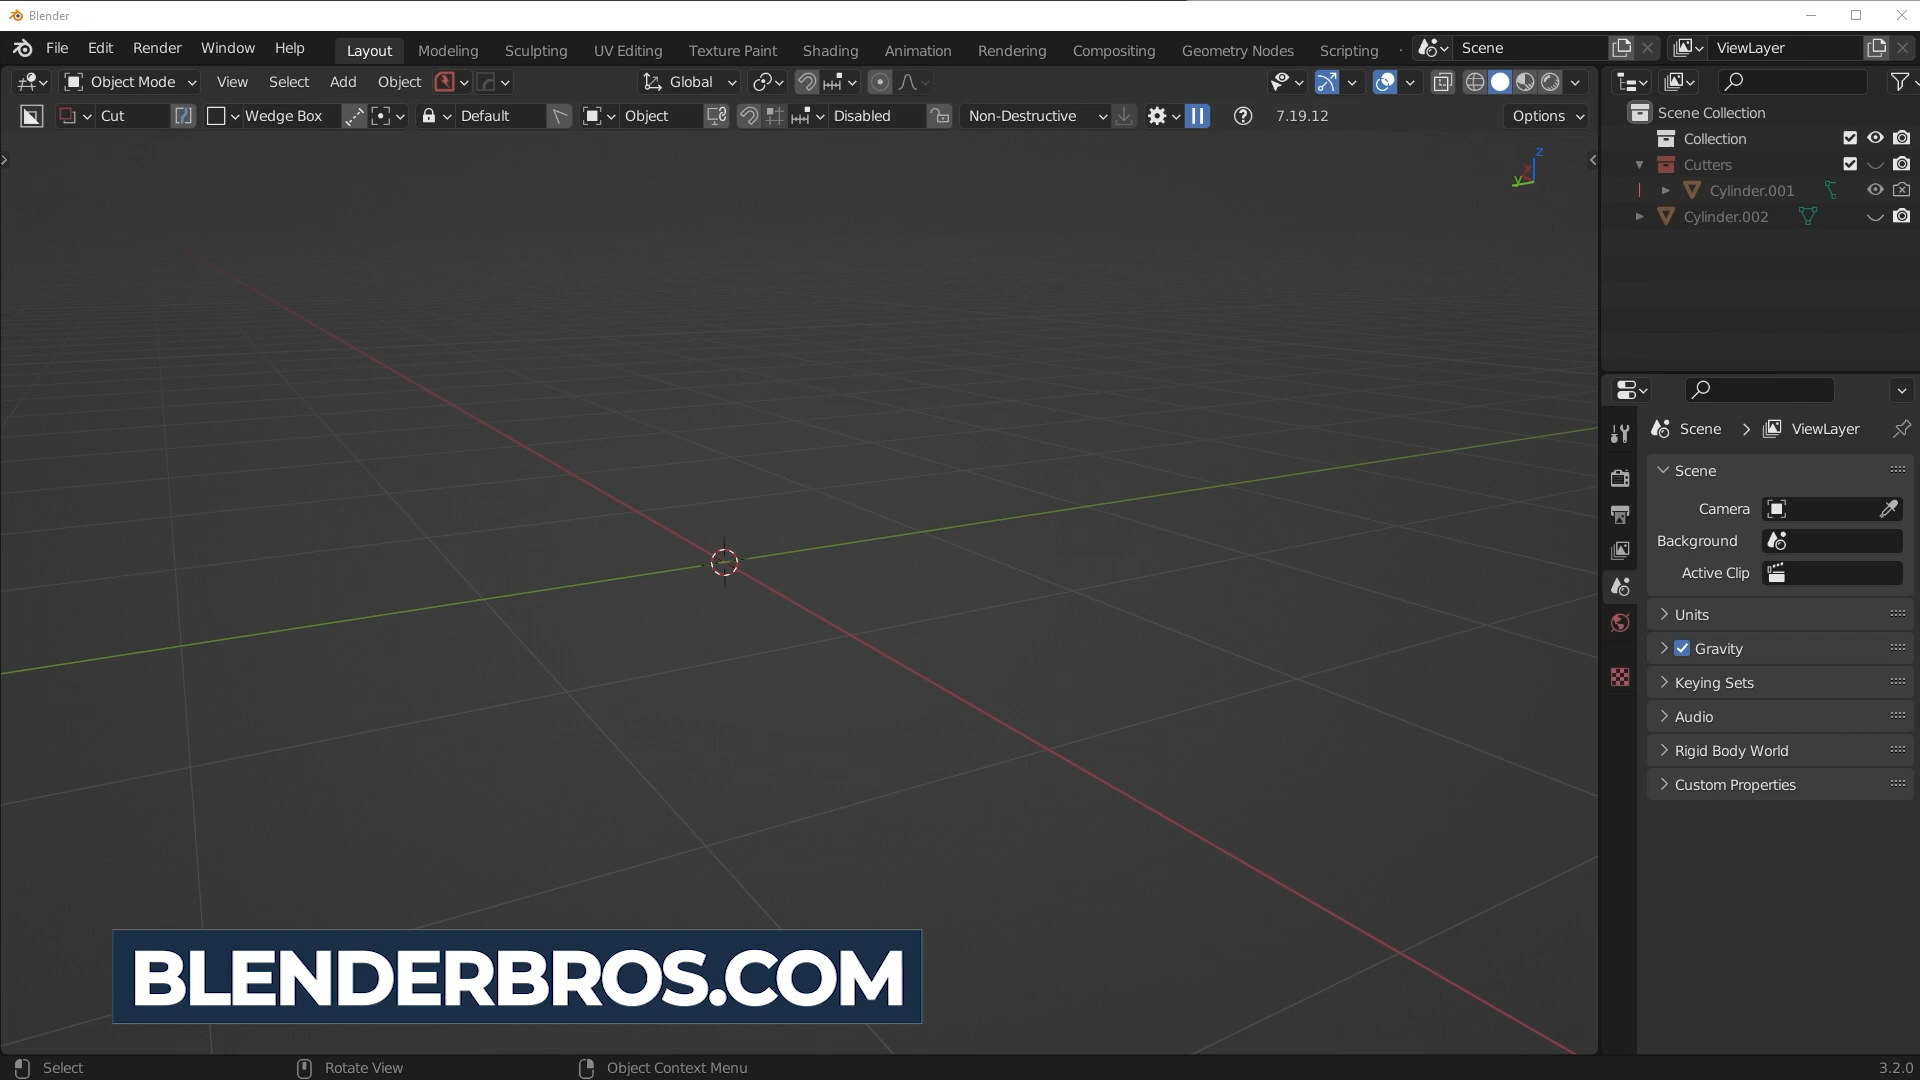 Blender
File Edit Render Window Help Layout Modeling Sculpting UV Editing Texture Paint Shading Animation Rendering Compositing Geometry Nodes Scripting Scene ViewLayer
Object Mode View Select Add Object Global
Cut Wedge Box Default Object Disabled Non-Destructive 7.19.12 Options
Z
Y
Scene Collection
Collection
Cutters
Cylinder.001
Cylinder.002
Scene > ViewLayer
Scene
Camera
Background
Active Clip
Units
Gravity
Keying Sets
Audio
Rigid Body World
Custom Properties
BLENDERBROS.COM
Select Rotate View Object Context Menu 3.2.0